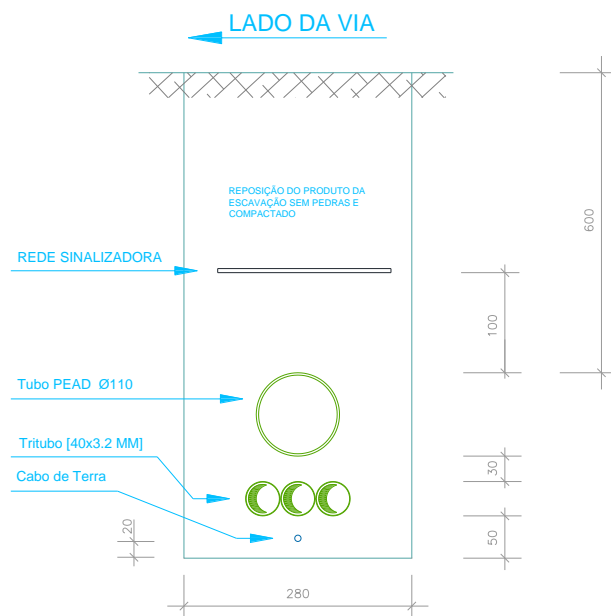 LADO DA VIA
REPOSIÇÃO DO PRODUTO DA
ESCAVAÇÃO SEM PEDRAS E
COMPACTADO
600
REDE SINALIZADORA
100
Tubo PEAD Ø110
Tritubo [40x3.2 MM]
30
Cabo de Terra
20
50
280